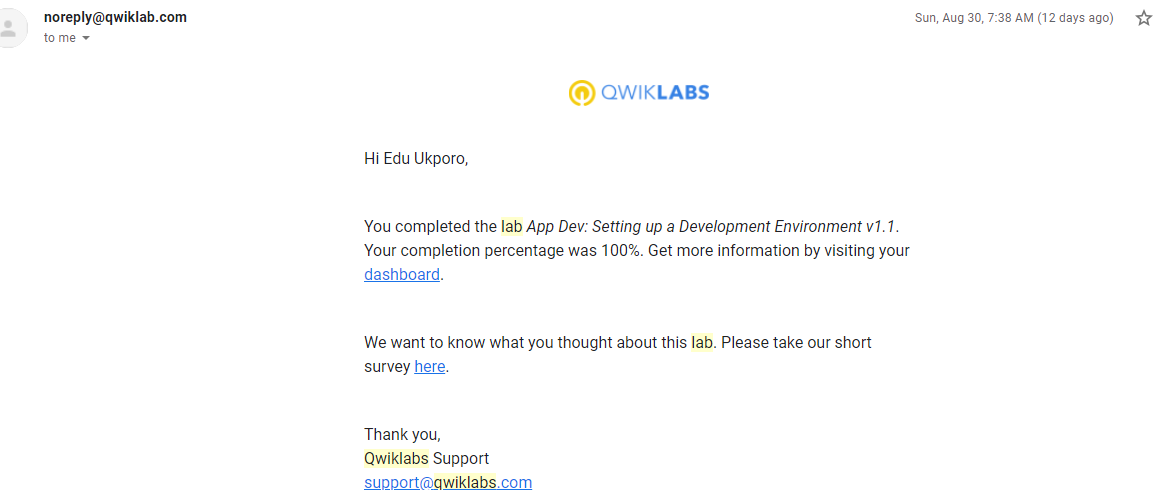 noreply@qwiklab.com
Sun, Aug 30, 7:38 AM (12 days ago)
to me
QWIKLABS
Hi Edu Ukporo,
You completed the lab App Dev: Setting up a Development Environment v1.1.
Your completion percentage was 100%. Get more information by visiting your
dashboard.
We want to know what you thought about this lab. Please take our short
survey here.
Thank you,
Qwiklabs Support
support@qwiklabs.com